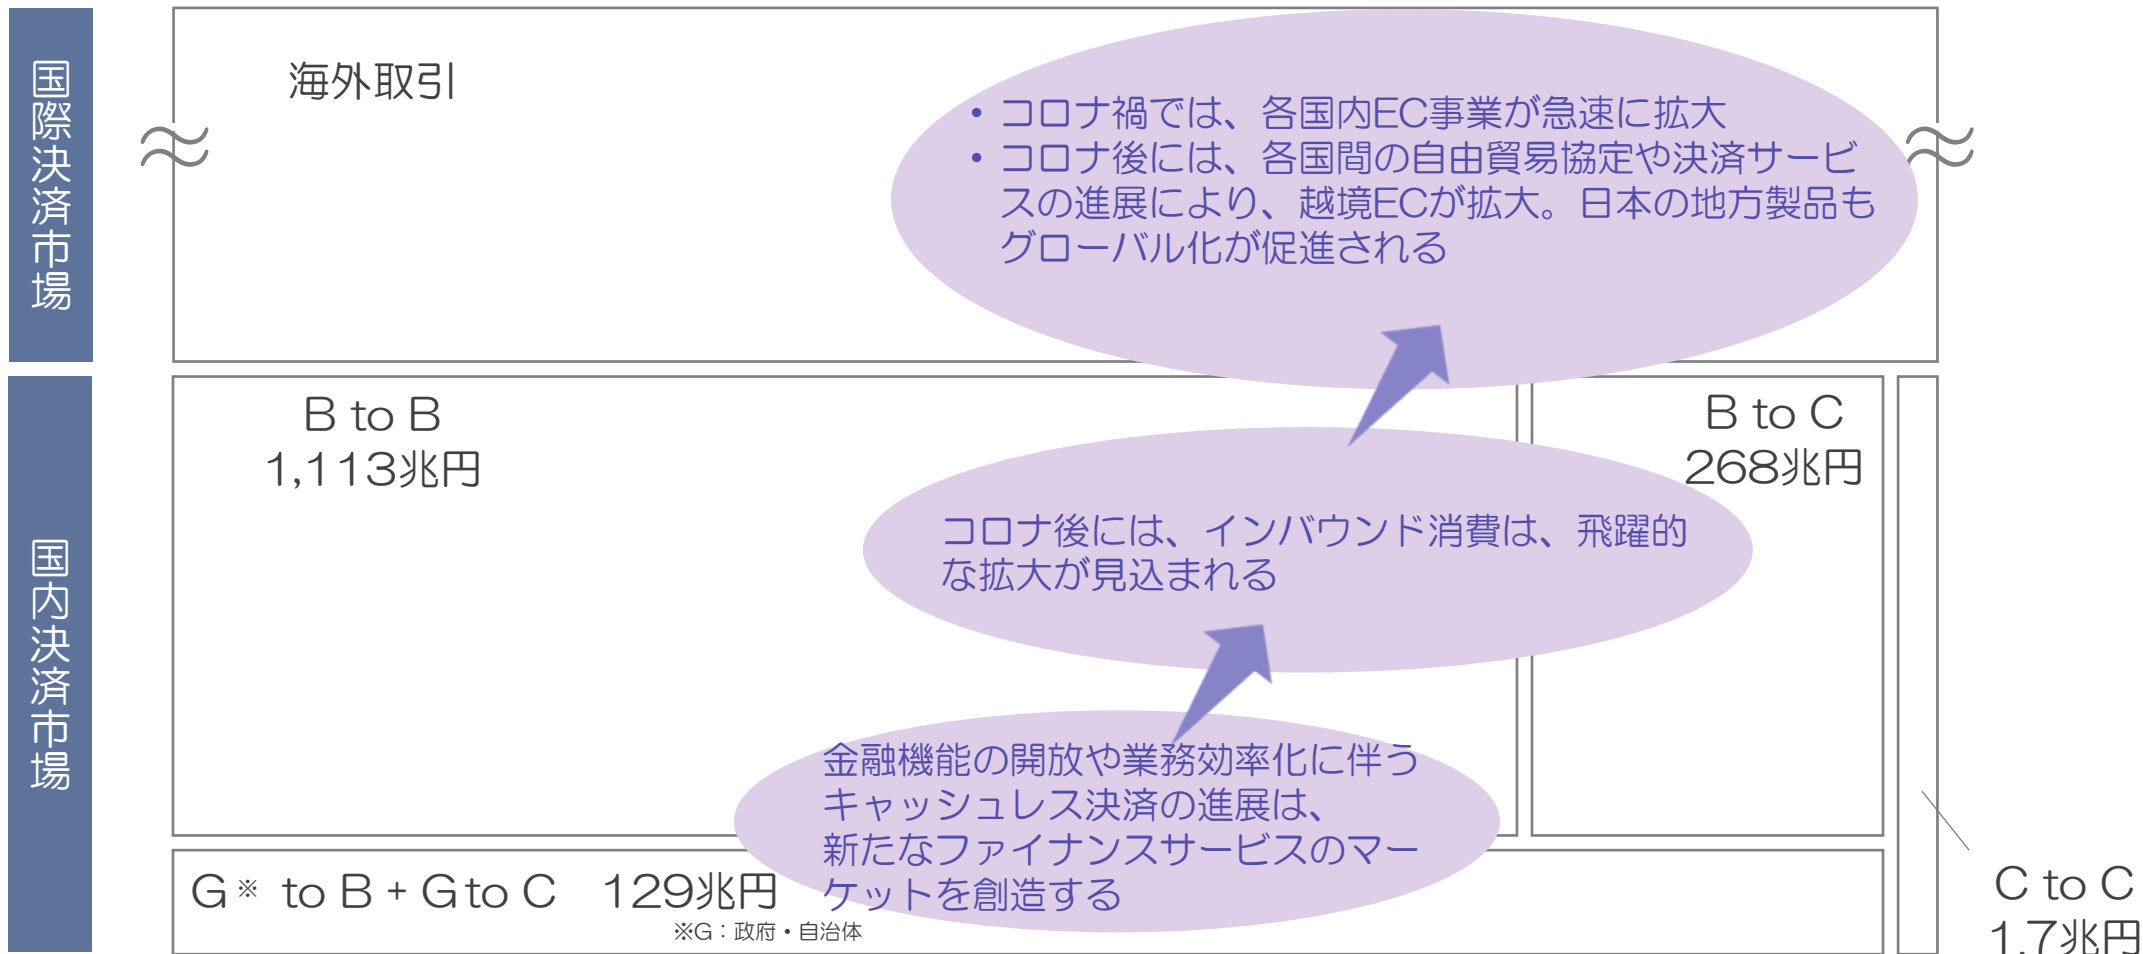 国際決済市場
海外取引
• コロナ禍では、各国内EC事業が急速に拡大
• コロナ後には、各国間の自由貿易協定や決済サービ
スの進展により、越境ECが拡大。日本の地方製品も
グローバル化が促進される
国内決済市場
B to B
1,113兆円
B to C
268兆円
コロナ後には、インバウンド消費は、飛躍的
な拡大が見込まれる
金融機能の開放や業務効率化に伴う
キャッシュレス決済の進展は、
新たなファイナンスサービスのマー
ケットを創造する
G※ to B + G to C 129兆円
※G：政府・自治体
C to C
1.7兆円